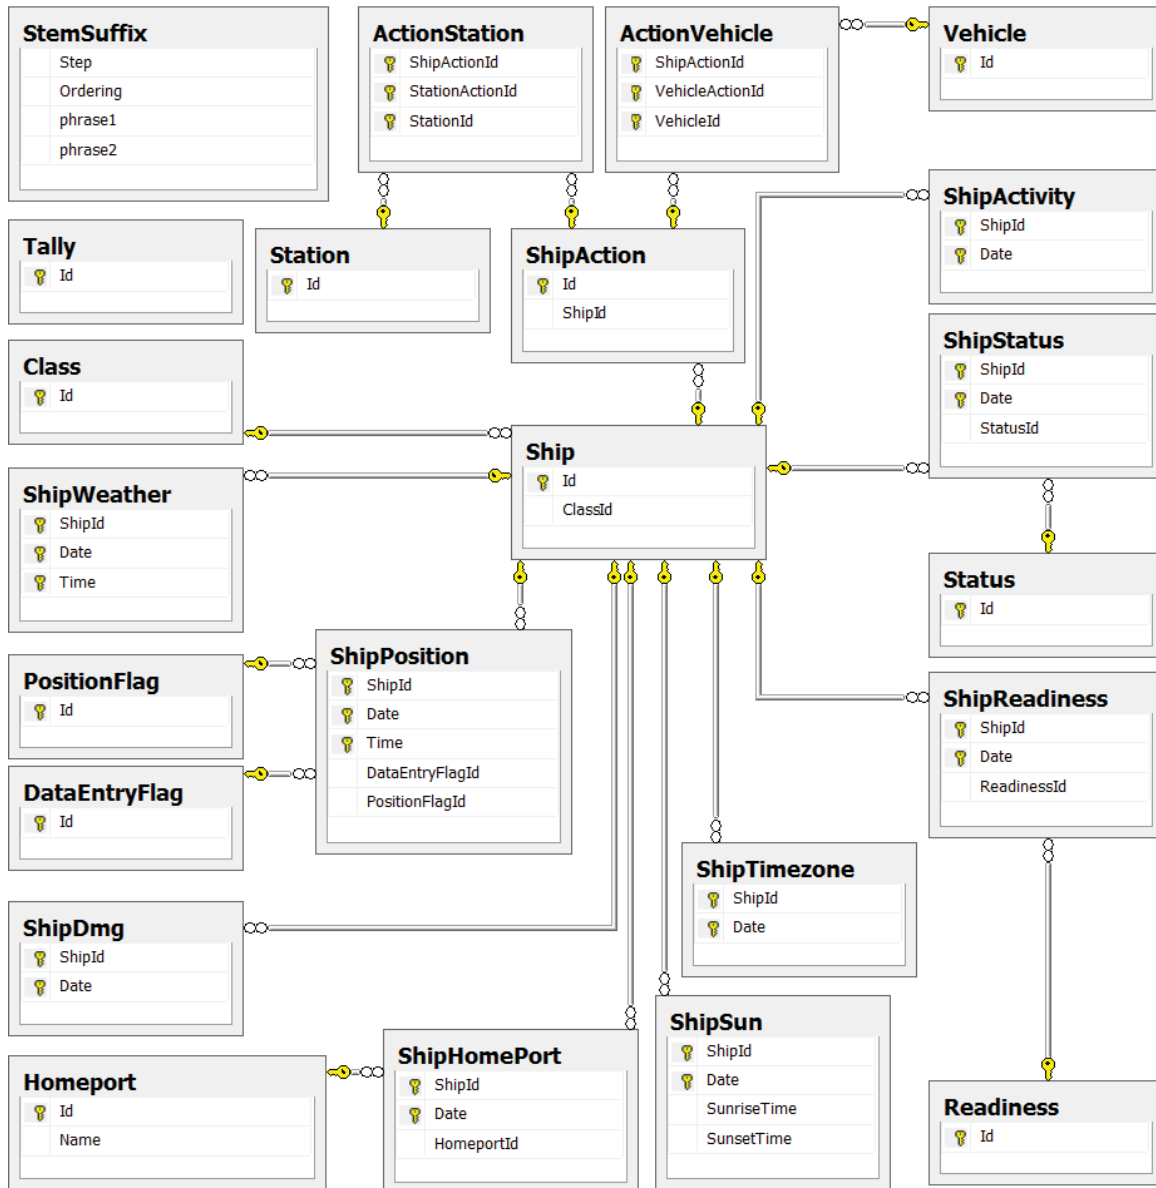 StemSuffix
Step
Ordering
phrase1
phrase2
ActionStation
ShipActionId
StationActionId
StationId
ActionVehicle
ShipActionId
VehicleActionId
VehicleId
Vehicle
Id
ShipActivity
ShipId
Date
Tally
Id
Station
Id
ShipAction
Id
ShipId
ShipStatus
ShipId
Date
StatusId
Class
Id
Ship
Id
ClassId
ShipWeather
ShipId
Date
Time
Status
Id
ShipPosition
ShipId
Date
Time
DataEntryFlagId
PositionFlagId
PositionFlag
Id
DataEntryFlag
Id
ShipReadiness
ShipId
Date
ReadinessId
ShipTimezone
ShipId
Date
ShipDmg
ShipId
Date
ShipSun
ShipId
Date
SunriseTime
SunsetTime
ShipHomePort
ShipId
Date
HomeportId
Homeport
Id
Name
Readiness
Id